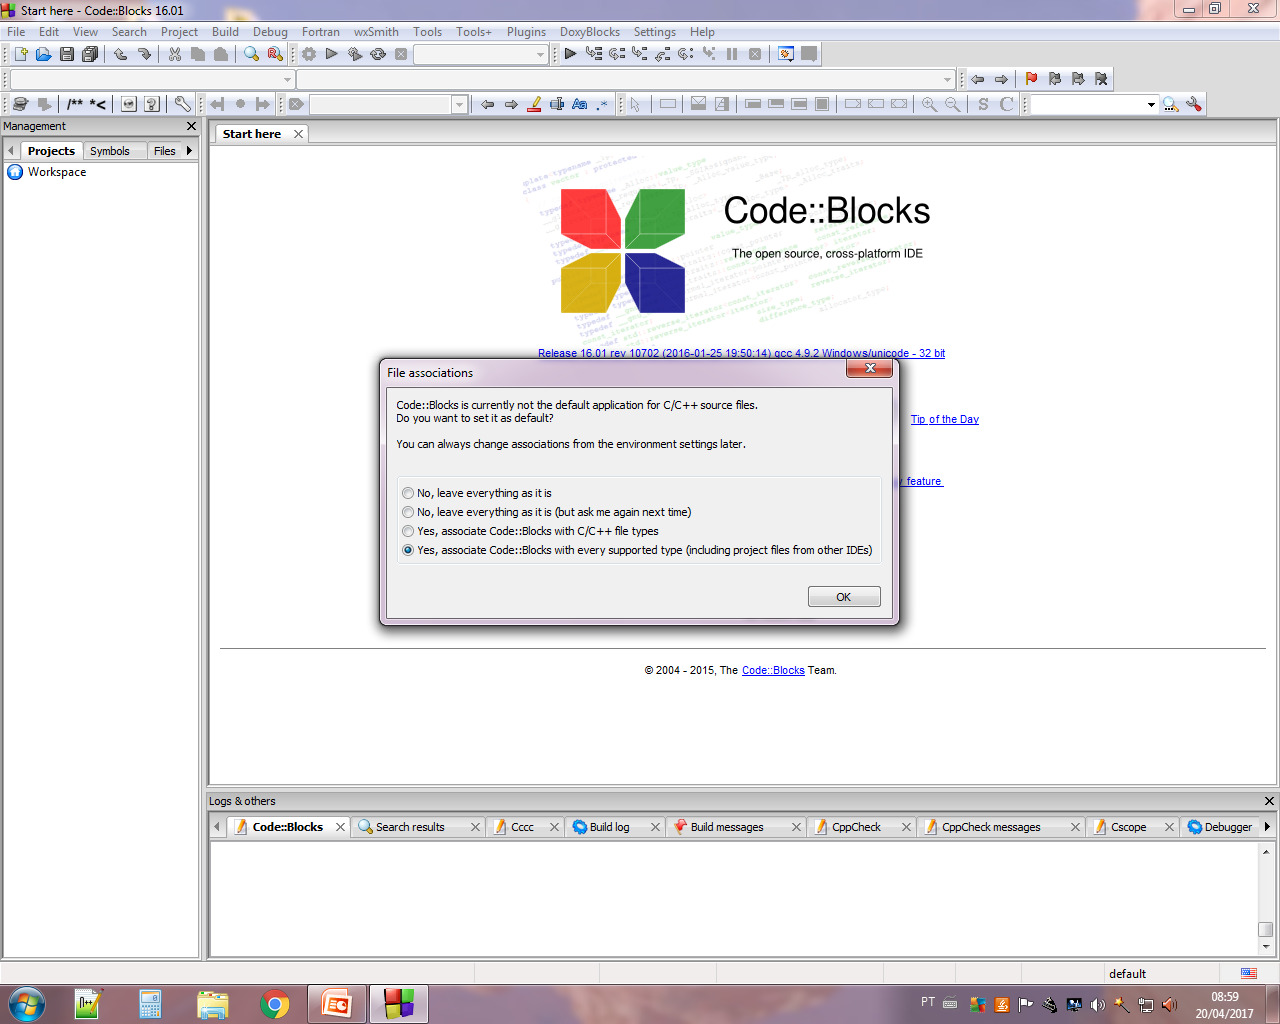 Start here - Code::Blocks 16.01
File Edit View Search Project Build Debug Fortran wxSmith Tools Tools+ Plugins DoxyBlocks Settings Help
/** *<
Aa .*
S C
Management
Projects Symbols Files
Workspace
Start here
Code::Blocks
The open source, cross-platform IDE
Release 16.01 rev 10702 (2016-01-25 19:50:14) gcc 4.9.2 Windows/unicode - 32 bit
File associations
Code::Blocks is currently not the default application for C/C++ source files.
Do you want to set it as default?
Tip of the Day
You can always change associations from the environment settings later.
feature
No, leave everything as it is
No, leave everything as it is (but ask me again next time)
Yes, associate Code::Blocks with C/C++ file types
Yes, associate Code::Blocks with every supported type (including project files from other IDEs)
OK
© 2004 - 2015, The Code::Blocks Team.
Logs & others
Code::Blocks Search results Cccc Build log Build messages CppCheck CppCheck messages Cscope Debugger
default
PT
08:59
20/04/2017